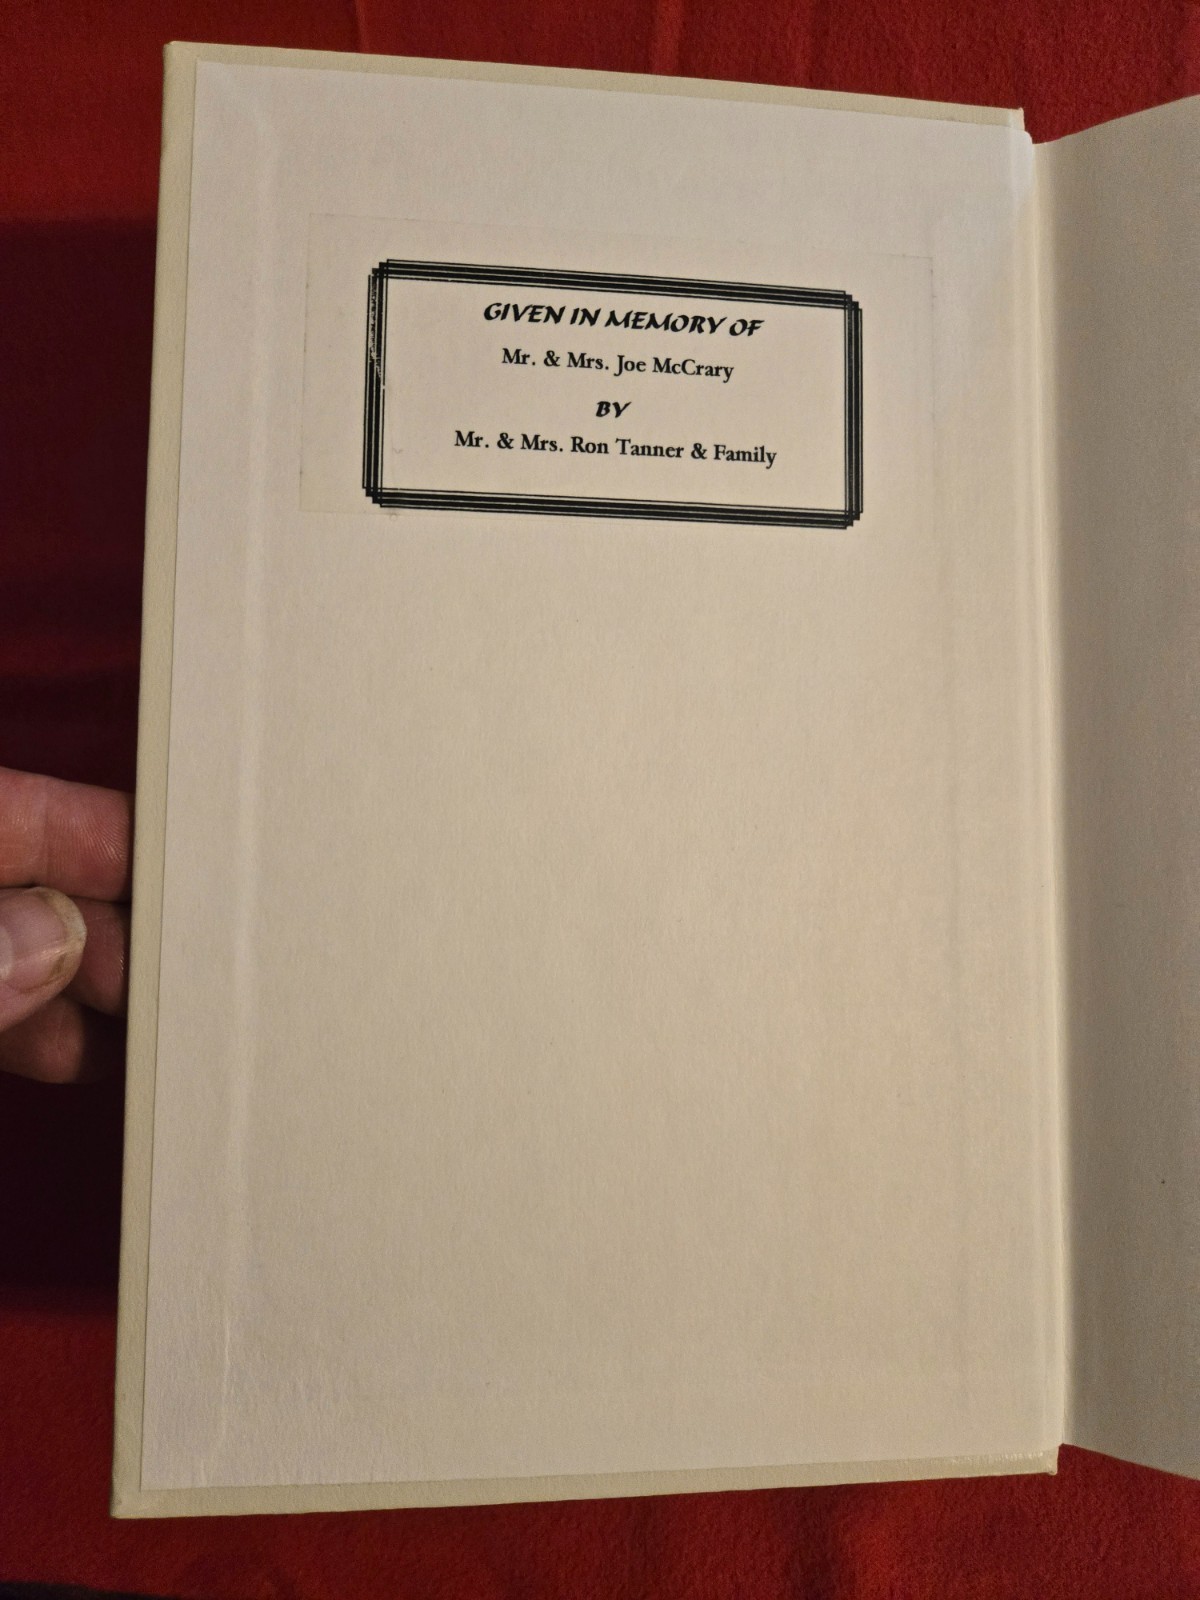 GIVEN IN MEMORY OF
Mr. & Mrs. Joe McCrary
BY
Mr. & Mrs. Ron Tanner & Family